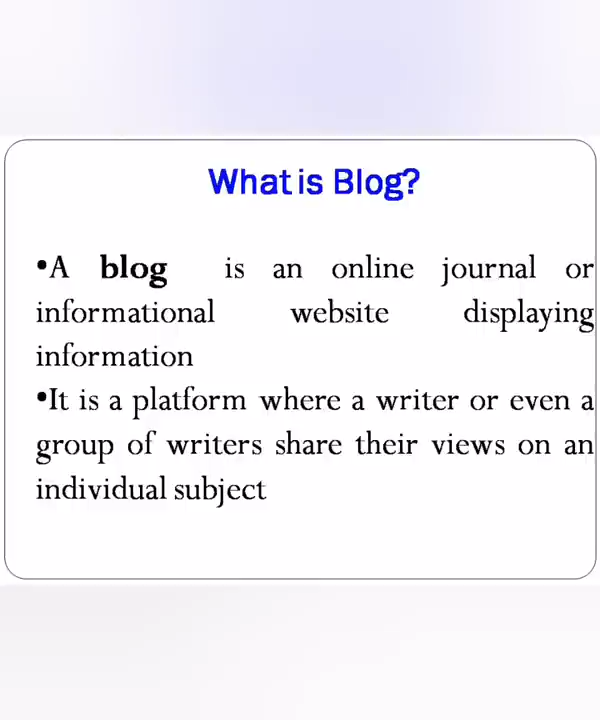 What is Blog?
•A blog is an online journal or
informational website displaying
information
•It is a platform where a writer or even a
group of writers share their views on an
individual subject